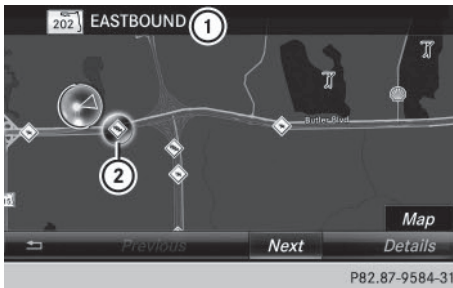 202 EASTBOUND 1
Butler Blvd
2
Map
Previous Next Details
P82.87-9584-31